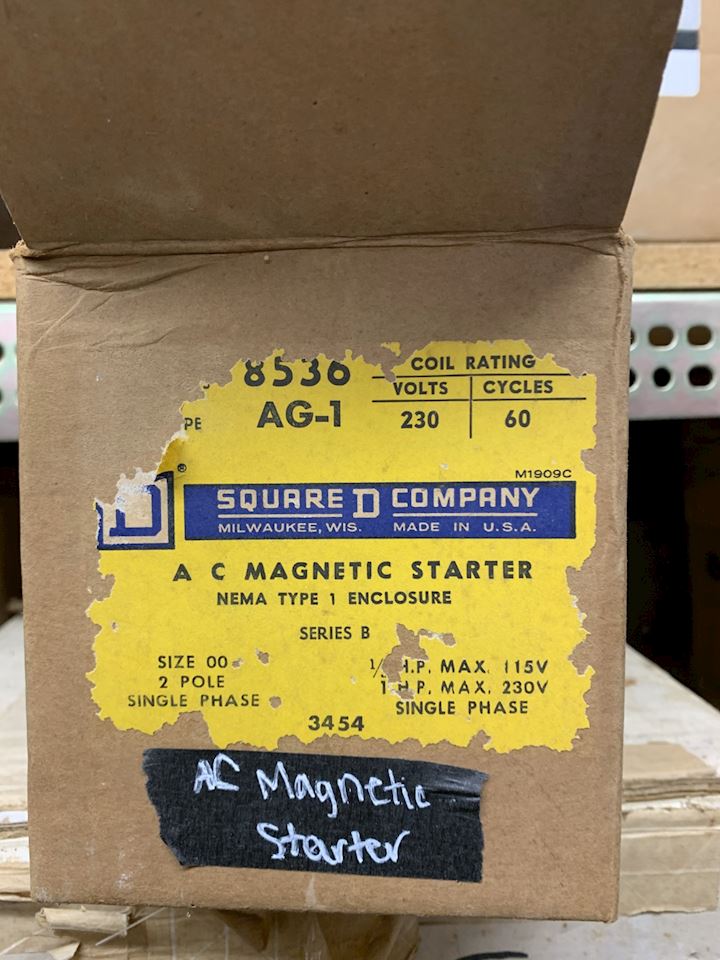 8536
COIL RATING
VOLTS CYCLES
PE AG-1 230 60
M1909C
®
SQUARE D COMPANY
MILWAUKEE, WIS. MADE IN U.S.A.
A C MAGNETIC STARTER
NEMA TYPE 1 ENCLOSURE
SERIES B
SIZE 00
2 POLE
SINGLE PHASE
H.P. MAX. 115V
1 H.P. MAX. 230V
SINGLE PHASE
3454
AC Magnetic
Starter